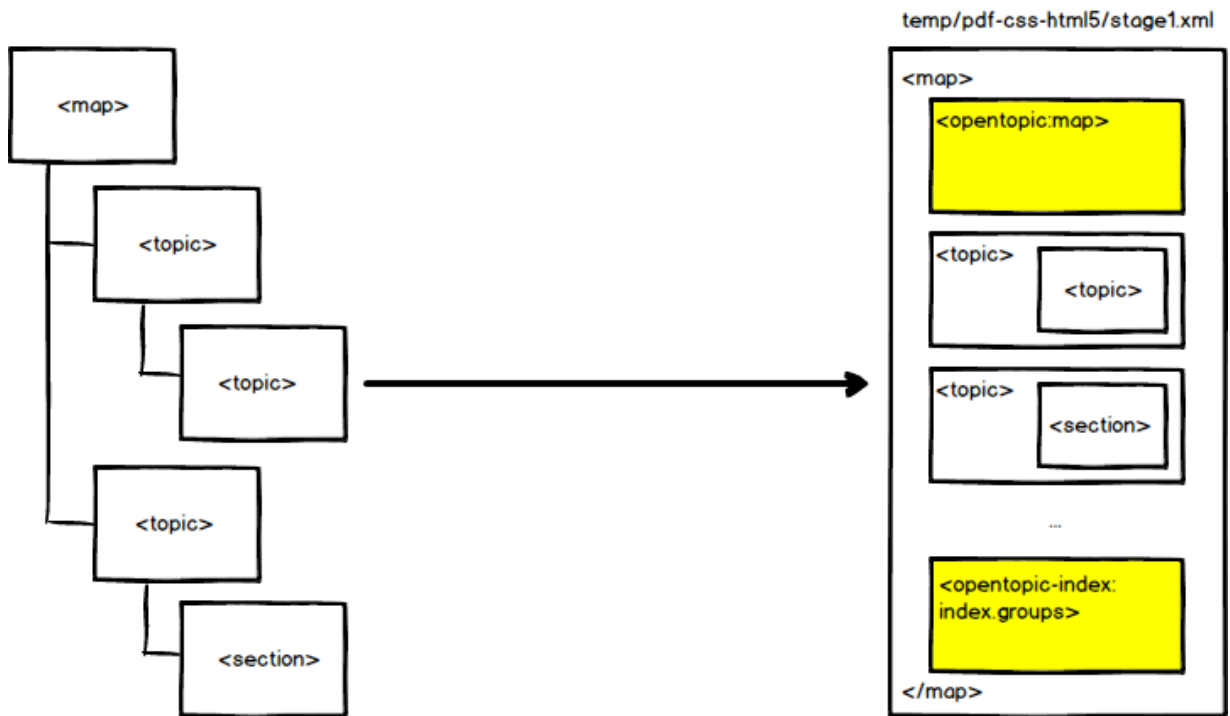 temp/pdf-css-html5/stage1.xml
<map>
<topic>
<topic>
<topic>
<section>
<map>
<opentopic:map>
<topic>
<topic>
<topic>
<section>
...
<opentopic-index:
index.groups>
</map>